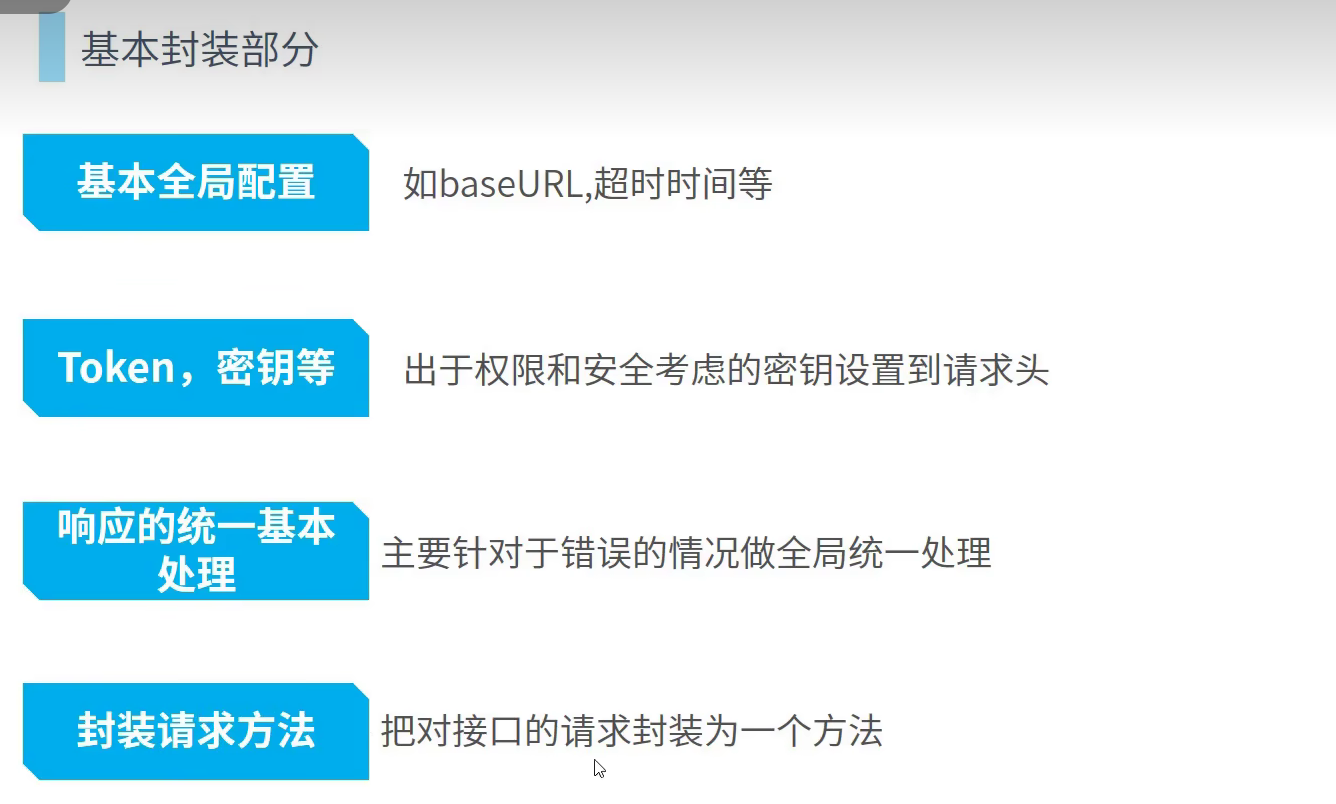 基本封装部分
基本全局配置
如baseURL,超时时间等
Token，密钥等
出于权限和安全考虑的密钥设置到请求头
响应的统一基本
处理
主要针对于错误的情况做全局统一处理
封装请求方法
把对接口的请求封装为一个方法